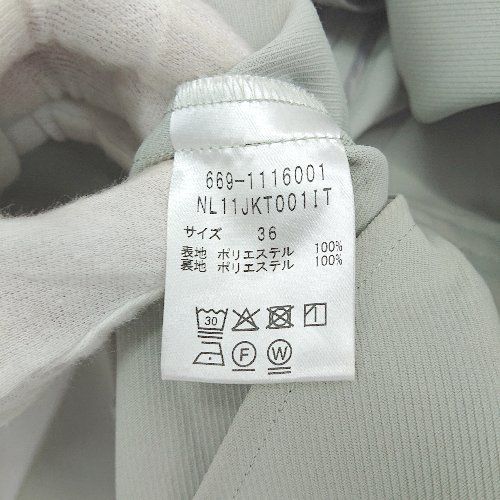 669-1116001
NL11JKT001IT
サイズ 36
表地 ポリエステル 100%
裏地 ポリエステル 100%
30
F W